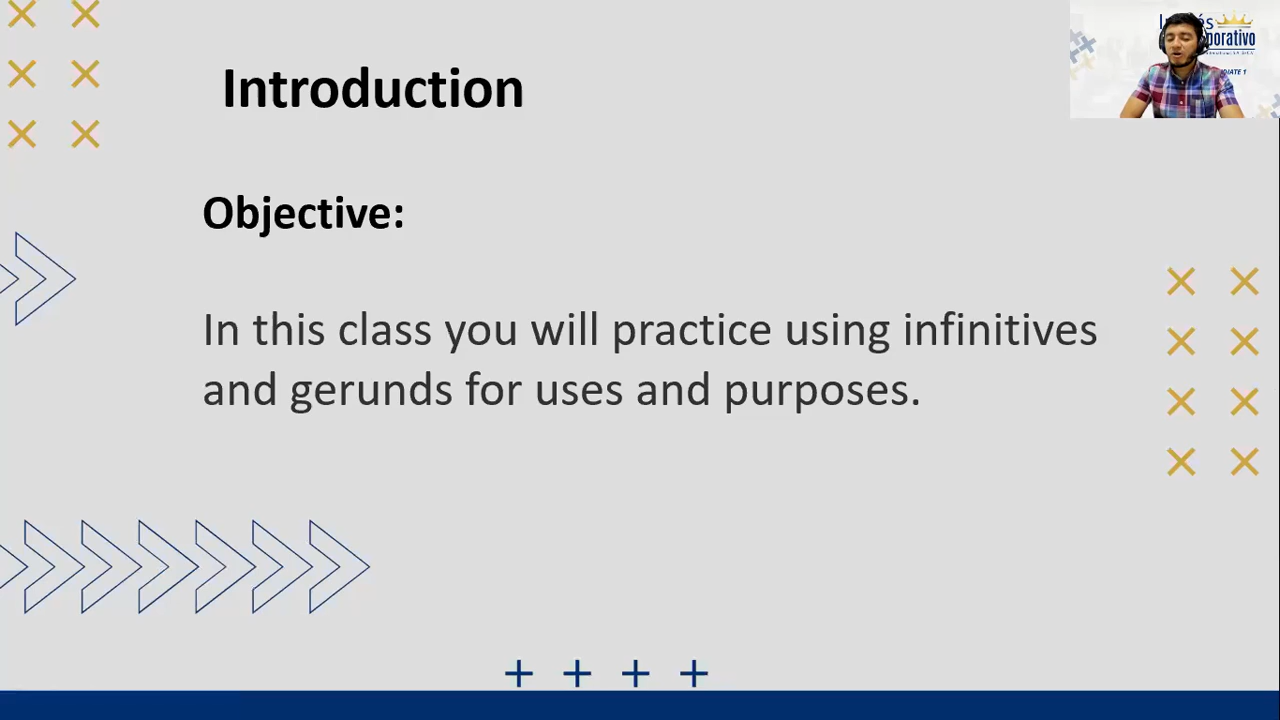 Introduction
Objective:
In this class you will practice using infinitives
and gerunds for uses and purposes.